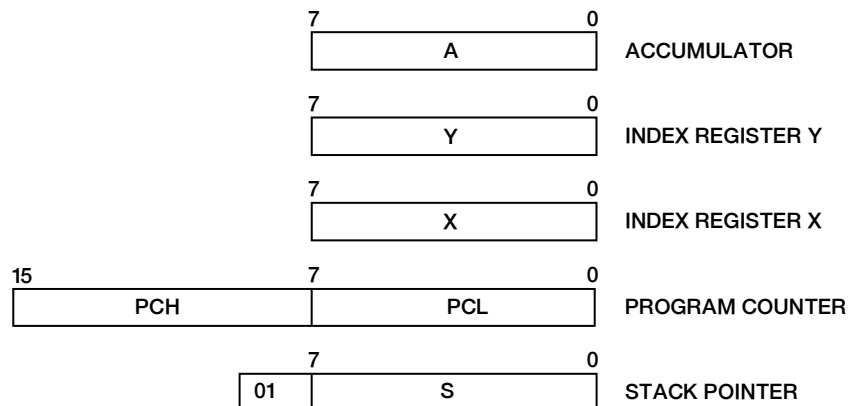 7 0
A ACCUMULATOR
7 0
Y INDEX REGISTER Y
7 0
X INDEX REGISTER X
15 7 0
PCH PCL PROGRAM COUNTER
7 0
01 S STACK POINTER